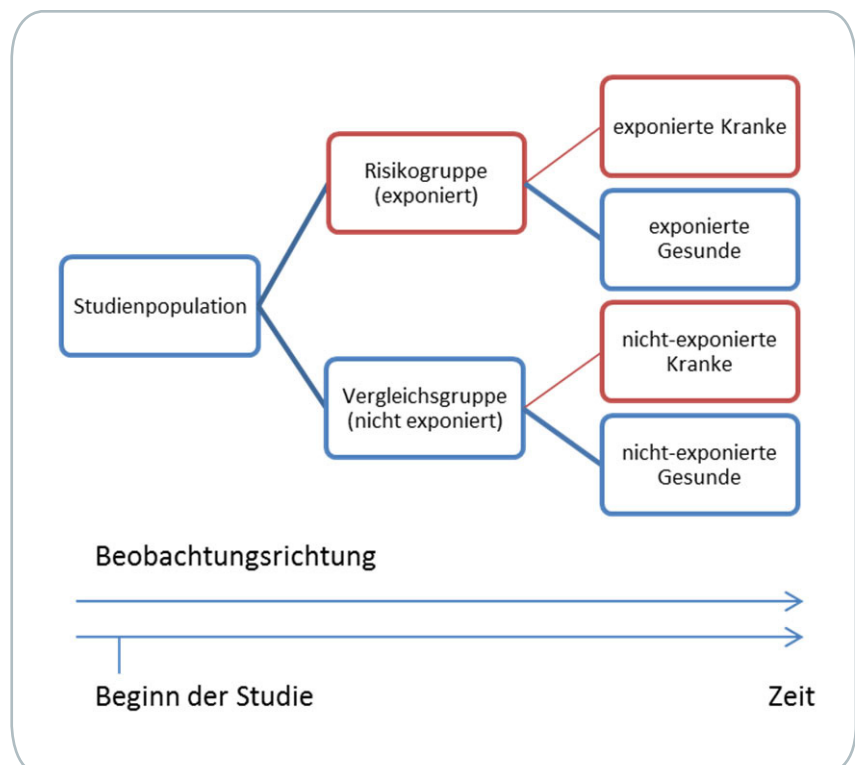 Studienpopulation
Risikogruppe
(exponiert)
Vergleichsgruppe
(nicht exponiert)
exponierte Kranke
exponierte
Gesunde
nicht-exponierte
Kranke
nicht-exponierte
Gesunde
Beobachtungsrichtung
Beginn der Studie
Zeit